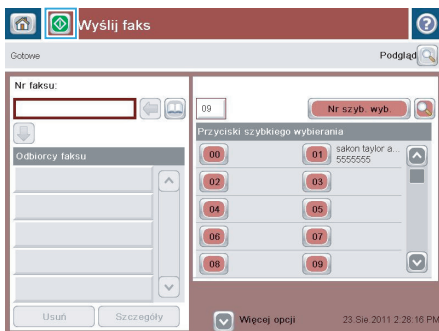 Wyślij faks
?
Gotowe
Podgląd
Nr faksu:
09
Nr szyb. wyb.
Przyciski szybkiego wybierania
Odbiorcy faksu
00
01
sakon taylor a...
5555555
02
03
04
05
06
07
08
09
Usuń
Szczegóły
Więcej opcji
23 Sie 2011 2:28:16 PM